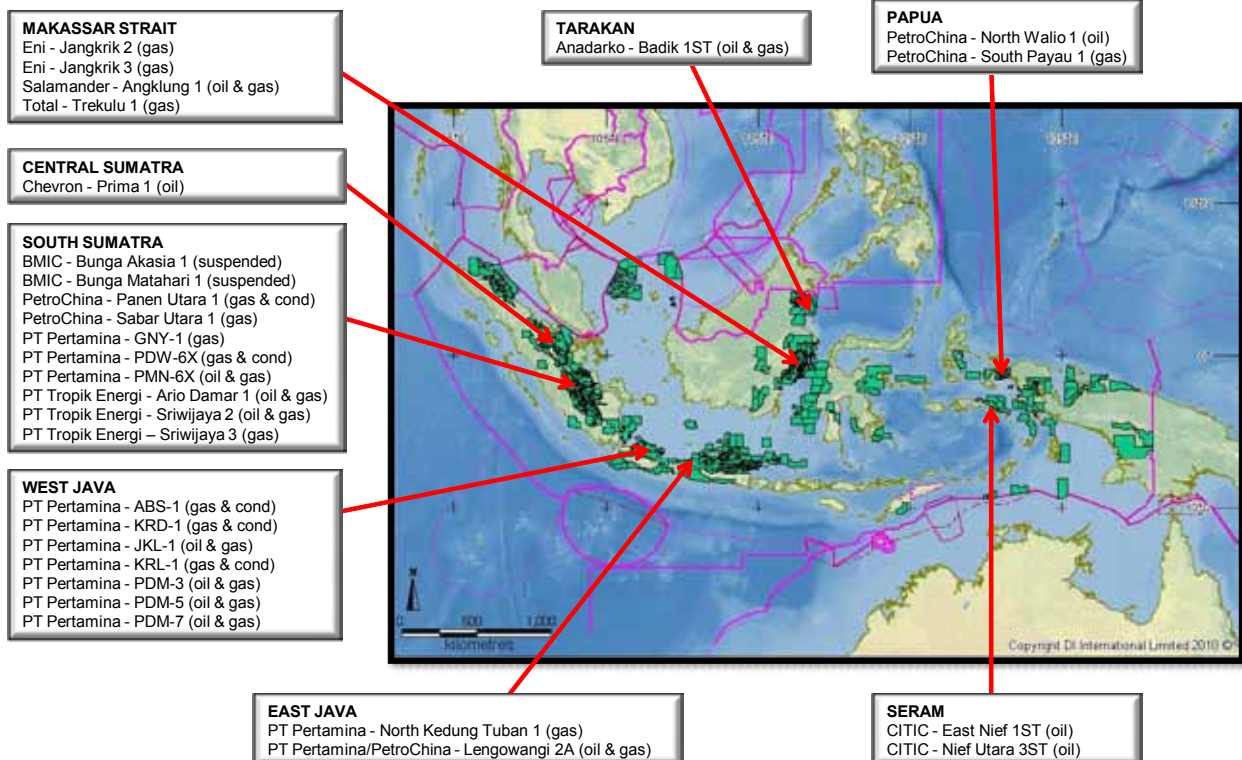 MAKASSAR STRAIT
Eni - Jangkrik 2 (gas)
Eni - Jangkrik 3 (gas)
Salamander - Angklung 1 (oil & gas)
Total - Trekulu 1 (gas)
TARAKAN
Anadarko - Badik 1ST (oil & gas)
PAPUA
PetroChina - North Walio 1 (oil)
PetroChina - South Payau 1 (gas)
CENTRAL SUMATRA
Chevron - Prima 1 (oil)
SOUTH SUMATRA
BMIC - Bunga Akasia 1 (suspended)
BMIC - Bunga Matahari 1 (suspended)
PetroChina - Panen Utara 1 (gas & cond)
PetroChina - Sabar Utara 1 (gas)
PT Pertamina - GNY-1 (gas)
PT Pertamina - PDW-6X (gas & cond)
PT Pertamina - PMN-6X (oil & gas)
PT Tropik Energi - Ario Damar 1 (oil & gas)
PT Tropik Energi - Sriwijaya 2 (oil & gas)
PT Tropik Energi – Sriwijaya 3 (gas)
WEST JAVA
PT Pertamina - ABS-1 (gas & cond)
PT Pertamina - KRD-1 (gas & cond)
PT Pertamina - JKL-1 (oil & gas)
PT Pertamina - KRL-1 (gas & cond)
PT Pertamina - PDM-3 (oil & gas)
PT Pertamina - PDM-5 (oil & gas)
PT Pertamina - PDM-7 (oil & gas)
N
0 500 1,000
kilometres
Copyright DI International Limited 2010 ©
EAST JAVA
PT Pertamina - North Kedung Tuban 1 (gas)
PT Pertamina/PetroChina - Lengowangi 2A (oil & gas)
SERAM
CITIC - East Nief 1ST (oil)
CITIC - Nief Utara 3ST (oil)